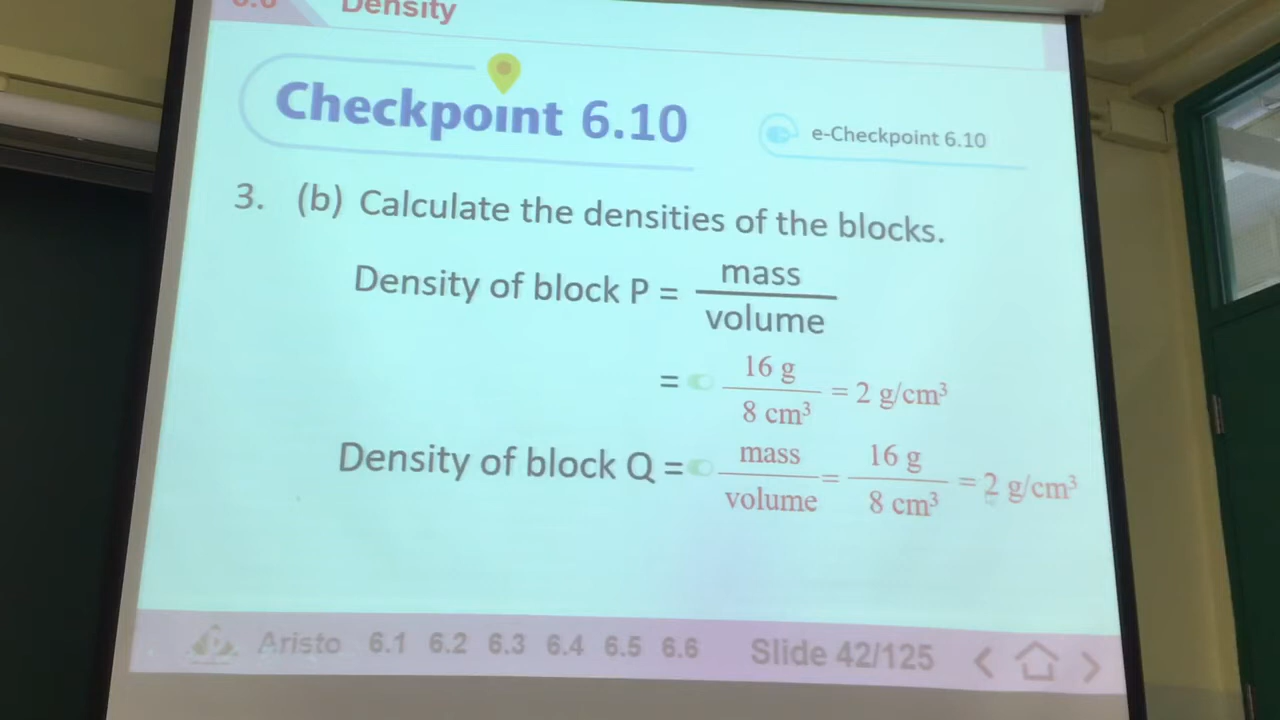 6.6 Density
Checkpoint 6.10
e-Checkpoint 6.10
3. (b) Calculate the densities of the blocks.
Density of block P = mass / volume
= 16 g / 8 cm³ = 2 g/cm³
Density of block Q = mass / volume = 16 g / 8 cm³ = 2 g/cm³
Aristo 6.1 6.2 6.3 6.4 6.5 6.6 Slide 42/125